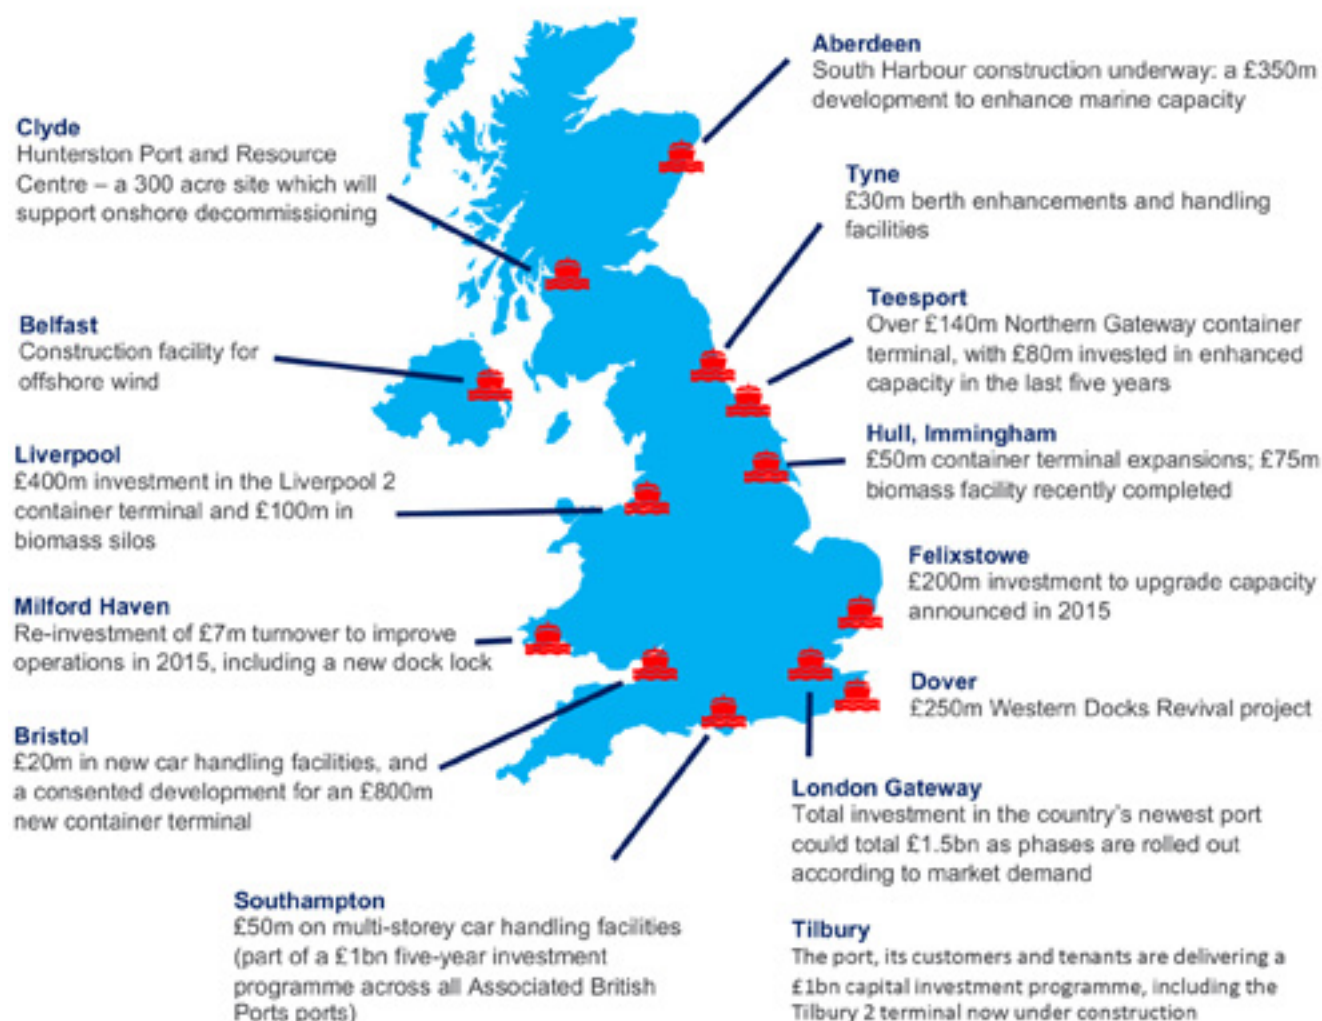 Aberdeen
South Harbour construction underway: a £350m
development to enhance marine capacity
Clyde
Hunterston Port and Resource
Centre – a 300 acre site which will
support onshore decommissioning
Tyne
£30m berth enhancements and handling
facilities
Belfast
Construction facility for
offshore wind
Teesport
Over £140m Northern Gateway container
terminal, with £80m invested in enhanced
capacity in the last five years
Hull, Immingham
£50m container terminal expansions; £75m
biomass facility recently completed
Liverpool
£400m investment in the Liverpool 2
container terminal and £100m in
biomass silos
Felixstowe
£200m investment to upgrade capacity
announced in 2015
Milford Haven
Re-investment of £7m turnover to improve
operations in 2015, including a new dock lock
Dover
£250m Western Docks Revival project
Bristol
£20m in new car handling facilities, and
a consented development for an £800m
new container terminal
London Gateway
Total investment in the country's newest port
could total £1.5bn as phases are rolled out
according to market demand
Southampton
£50m on multi-storey car handling facilities
(part of a £1bn five-year investment
programme across all Associated British
Ports ports)
Tilbury
The port, its customers and tenants are delivering a
£1bn capital investment programme, including the
Tilbury 2 terminal now under construction